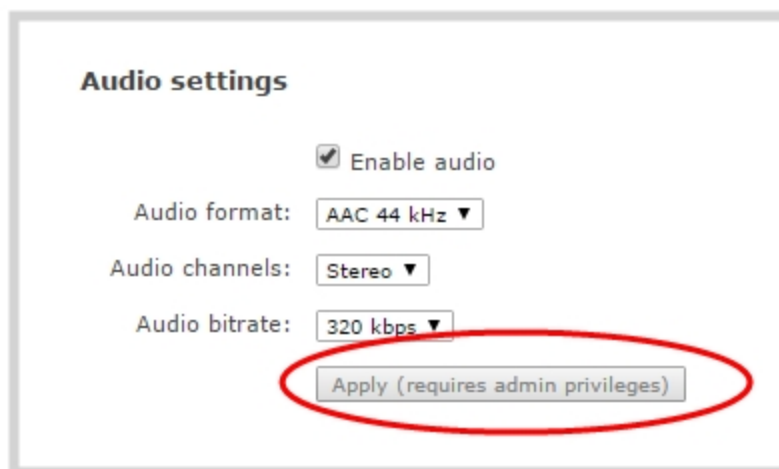 Audio settings
Enable audio
Audio format: AAC 44 kHz
Audio channels: Stereo
Audio bitrate: 320 kbps
Apply (requires admin privileges)